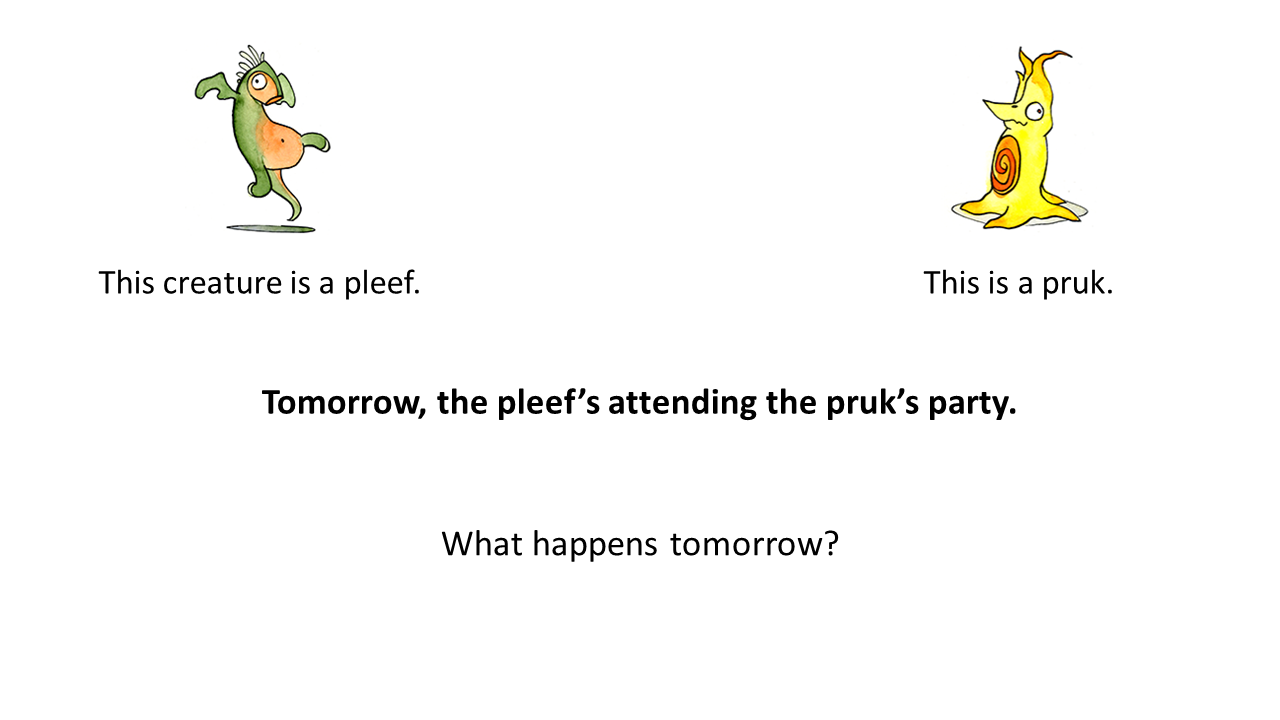 This creature is a pleef.
This is a pruk.
Tomorrow, the pleef’s attending the pruk’s party.
What happens tomorrow?